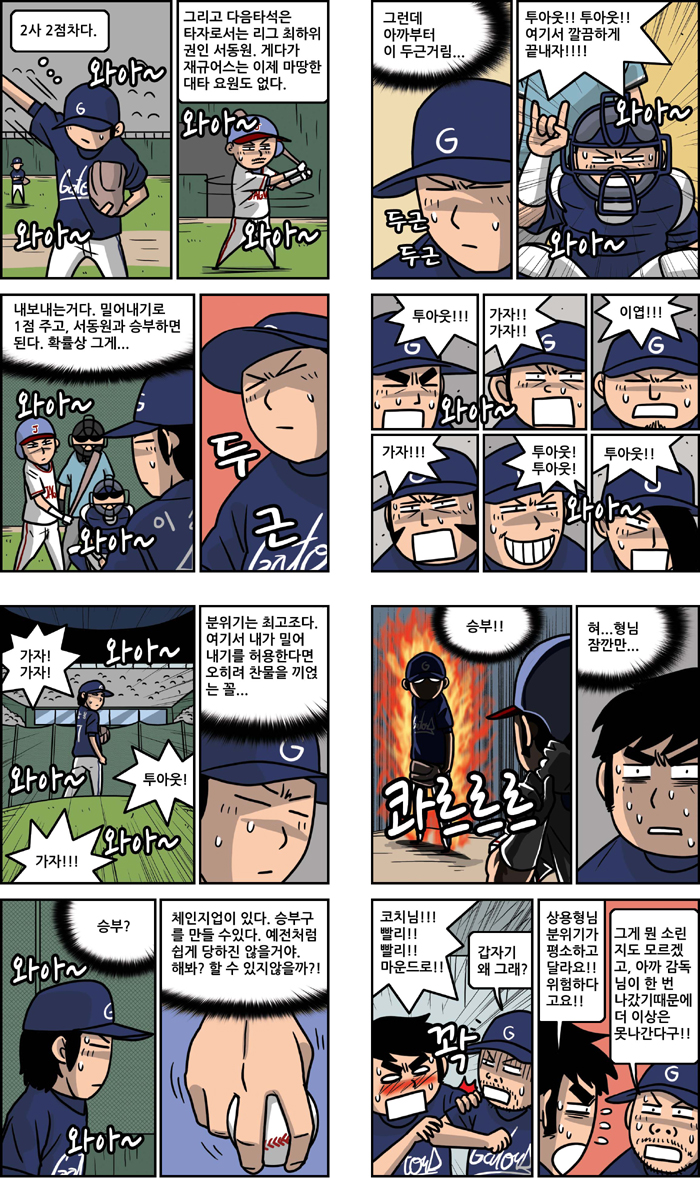 2사 2점차다.
와아~
G
Gato
와아~
그리고 다음타석은
타자로서는 리그 최하위
권인 서동원. 게다가
재규어스는 이제 마땅한
대타 요원도 없다.
와아~
J
와아~
내보내는거다. 밀어내기로
1점 주고, 서동원과 승부하면
된다. 확률상 그게...
와아~
J
G
이
와아~
두
근
Gato
그런데
아까부터
이 두근거림...
G
두근
두근
투아웃!! 투아웃!!
여기서 깔끔하게
끝내자!!!!
와아~
와아~
투아웃!!!
G
가자!!
가자!!
이엽!!!
G
와아~
가자!!!
G
투아웃!
투아웃!
투아웃!!
G
와아~
가자!
가자!
와아~
7
와아~
투아웃!
와아~
가자!!!
분위기는 최고조다.
여기서 내가 밀어
내기를 허용한다면
오히려 찬물을 끼얹
는 꼴...
G
승부?
와아~
G
와아~
체인지업이 있다. 승부구
를 만들 수있다. 예전처럼
쉽게 당하진 않을거야.
해봐? 할 수 있지않을까?!
승부!!
G
콰르르르
혀...형님
잠깐만...
코치님!!!
빨리!!
빨리!!
마운드로!!
갑자기
왜 그래?
꽉
G
상용형님
분위기가
평소하고
달라요!!
위험하다
고요!!
그게 뭔 소린
지도 모르겠
고, 아까 감독
님이 한 번
나갔기때문에
더 이상은
못나간다구!!
G